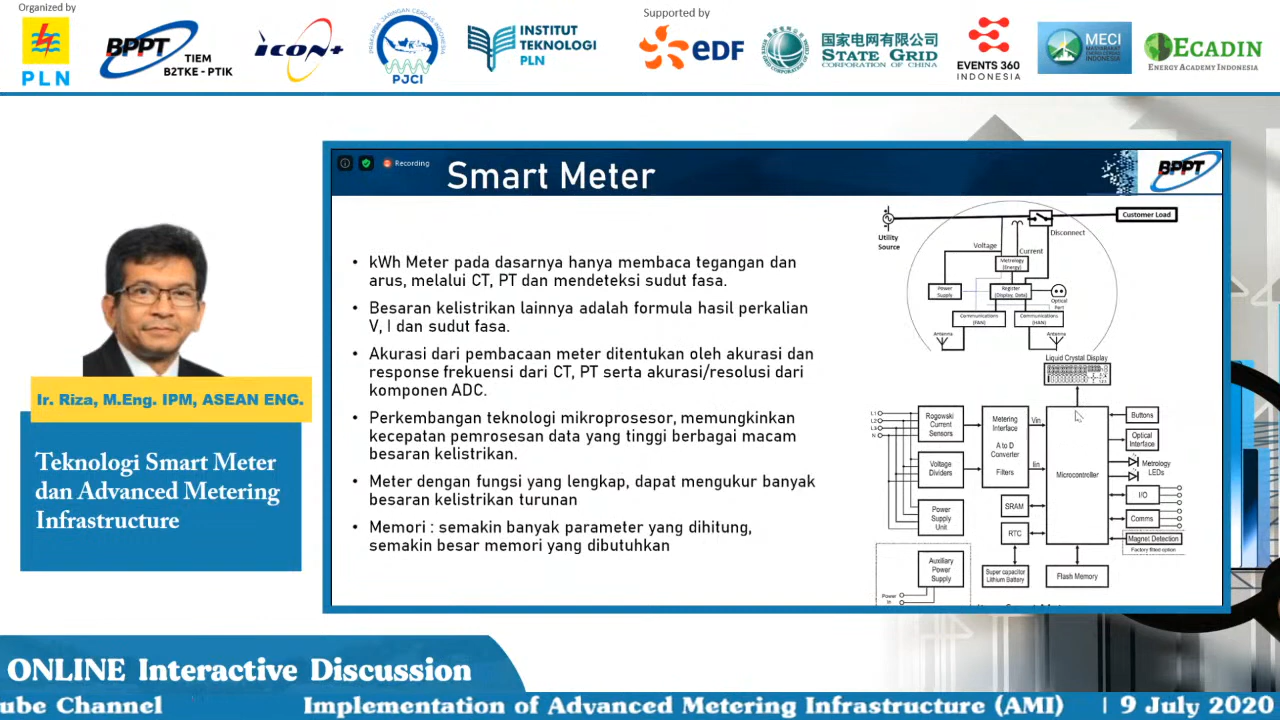 Organized by
PLN
BPPT
TIEM
B2TKE - PTIK
icon+
PRAKARSA JARINGAN CERDAS INDONESIA
PJCI
INSTITUT
TEKNOLOGI
PLN
Supported by
eDF
国家电网有限公司
STATE GRID
CORPORATION OF CHINA
EVENTS 360
INDONESIA
MECI
ECADIN
ENERGY ACADEMY INDONESIA
Recording
Smart Meter
BPPT
• kWh Meter pada dasarnya hanya membaca tegangan dan
arus, melalui CT, PT dan mendeteksi sudut fasa.
Besaran kelistrikan lainnya adalah formula hasil perkalian
V, I dan sudut fasa.
• Akurasi dari pembacaan meter ditentukan oleh akurasi dan
response frekuensi dari CT, PT serta akurasi/resolusi dari
komponen ADC.
• Perkembangan teknologi mikroprosesor, memungkinkan
kecepatan pemrosesan data yang tinggi berbagai macam
besaran kelistrikan.
• Meter dengan fungsi yang lengkap, dapat mengukur banyak
besaran kelistrikan turunan
• Memori : semakin banyak parameter yang dihitung,
semakin besar memori yang dibutuhkan
Utility
Source
Customer Load
Disconnect
Voltage
Current
Metrology
(Energy)
Power
Supply
Register
(Display, Data)
Optical
Port
Communications
(FAN)
Communications
(HAN)
Antenna
Antenna
Liquid Crystal Display
L1
L2
L3
N
Rogowski
Current
Sensors
Metering
Interface
A to D
Converter
Filters
Vin
Iin
Microcontroller
Buttons
Optical
Interface
Metrology
LEDs
Voltage
Dividers
Power
Supply
Unit
SRAM
RTC
I/O
Comms
Magnet Detection
Factory fitted option
Auxiliary
Power
Supply
Power
In
Super capacitor
Lithium Battery
Flash Memory
Ir. Riza, M.Eng. IPM, ASEAN ENG.
Teknologi Smart Meter
dan Advanced Metering
Infrastructure
ONLINE Interactive Discussion
ube Channel
Implementation of Advanced Metering Infrastructure (AMI) | 9 July 2020